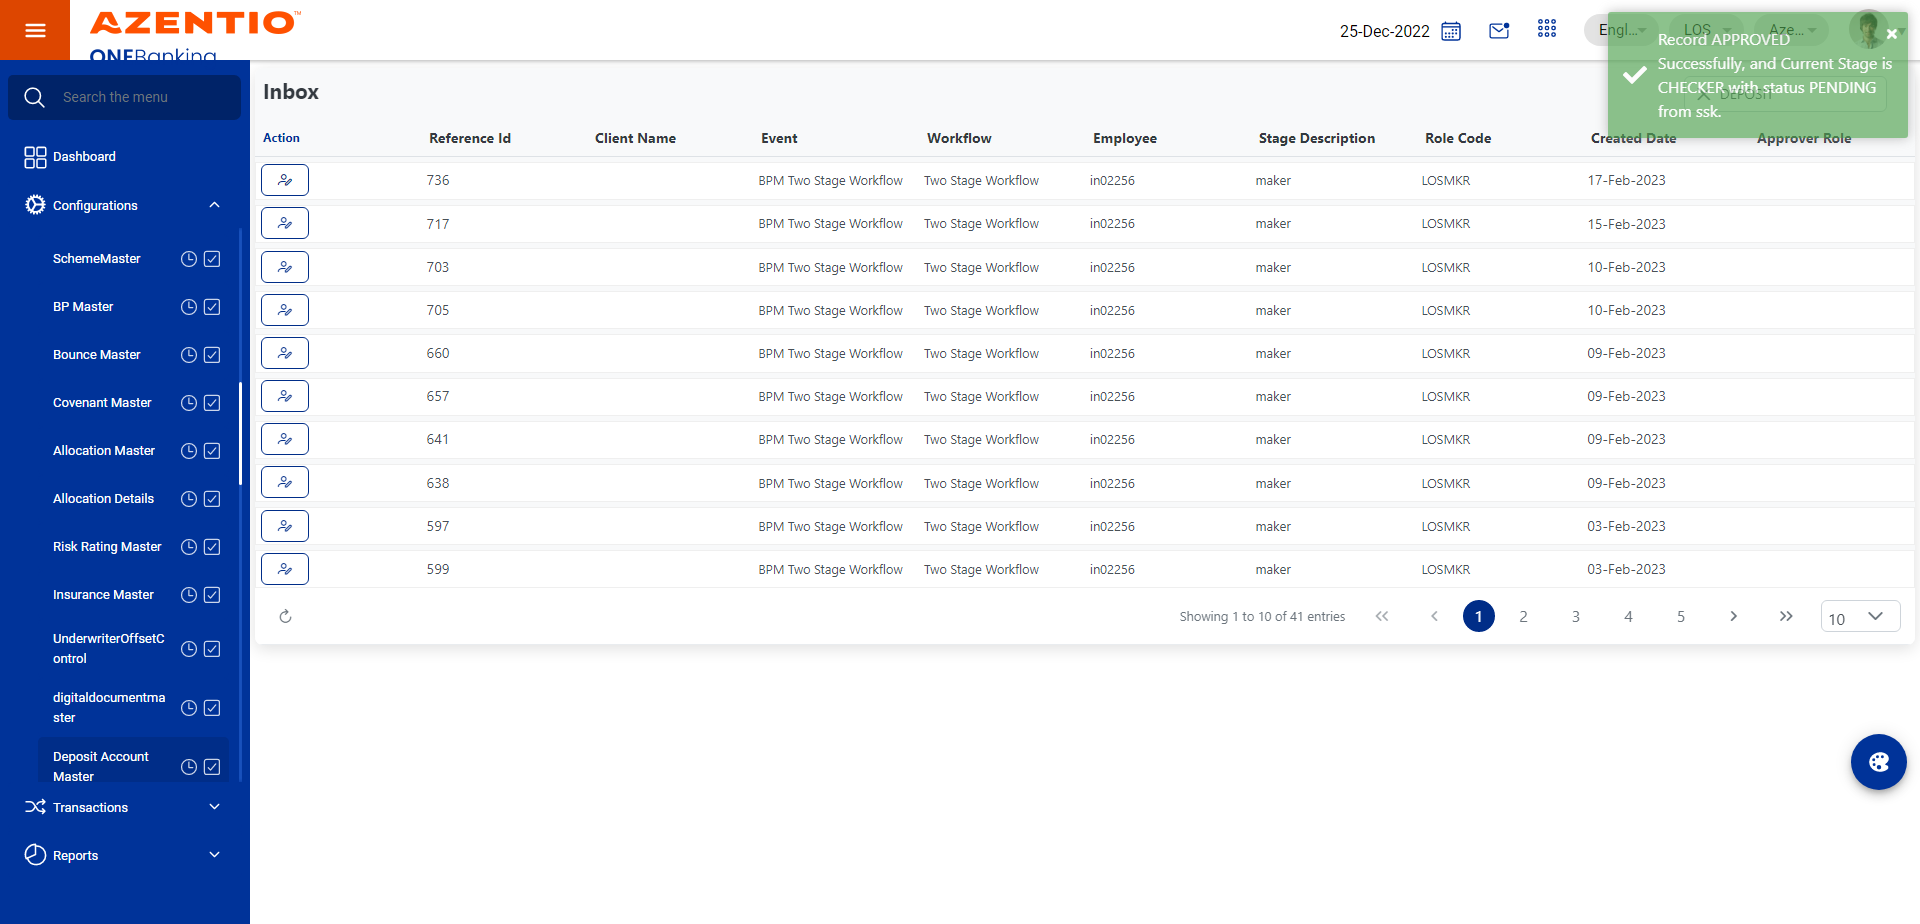 AZENTIO™
ONEBanking
25-Dec-2022
Engl...
LOS
Aze...
Record APPROVED
Successfully, and Current Stage is
CHECKER with status PENDING
from ssk.
DEPOSIT
Search the menu
Dashboard
Configurations
SchemeMaster
BP Master
Bounce Master
Covenant Master
Allocation Master
Allocation Details
Risk Rating Master
Insurance Master
UnderwriterOffsetC
ontrol
digitaldocumentma
ster
Deposit Account
Master
Transactions
Reports
Inbox
Action Reference Id Client Name Event Workflow Employee Stage Description Role Code Created Date Approver Role
736 BPM Two Stage Workflow Two Stage Workflow in02256 maker LOSMKR 17-Feb-2023
717 BPM Two Stage Workflow Two Stage Workflow in02256 maker LOSMKR 15-Feb-2023
703 BPM Two Stage Workflow Two Stage Workflow in02256 maker LOSMKR 10-Feb-2023
705 BPM Two Stage Workflow Two Stage Workflow in02256 maker LOSMKR 10-Feb-2023
660 BPM Two Stage Workflow Two Stage Workflow in02256 maker LOSMKR 09-Feb-2023
657 BPM Two Stage Workflow Two Stage Workflow in02256 maker LOSMKR 09-Feb-2023
641 BPM Two Stage Workflow Two Stage Workflow in02256 maker LOSMKR 09-Feb-2023
638 BPM Two Stage Workflow Two Stage Workflow in02256 maker LOSMKR 09-Feb-2023
597 BPM Two Stage Workflow Two Stage Workflow in02256 maker LOSMKR 03-Feb-2023
599 BPM Two Stage Workflow Two Stage Workflow in02256 maker LOSMKR 03-Feb-2023
Showing 1 to 10 of 41 entries 1 2 3 4 5 10